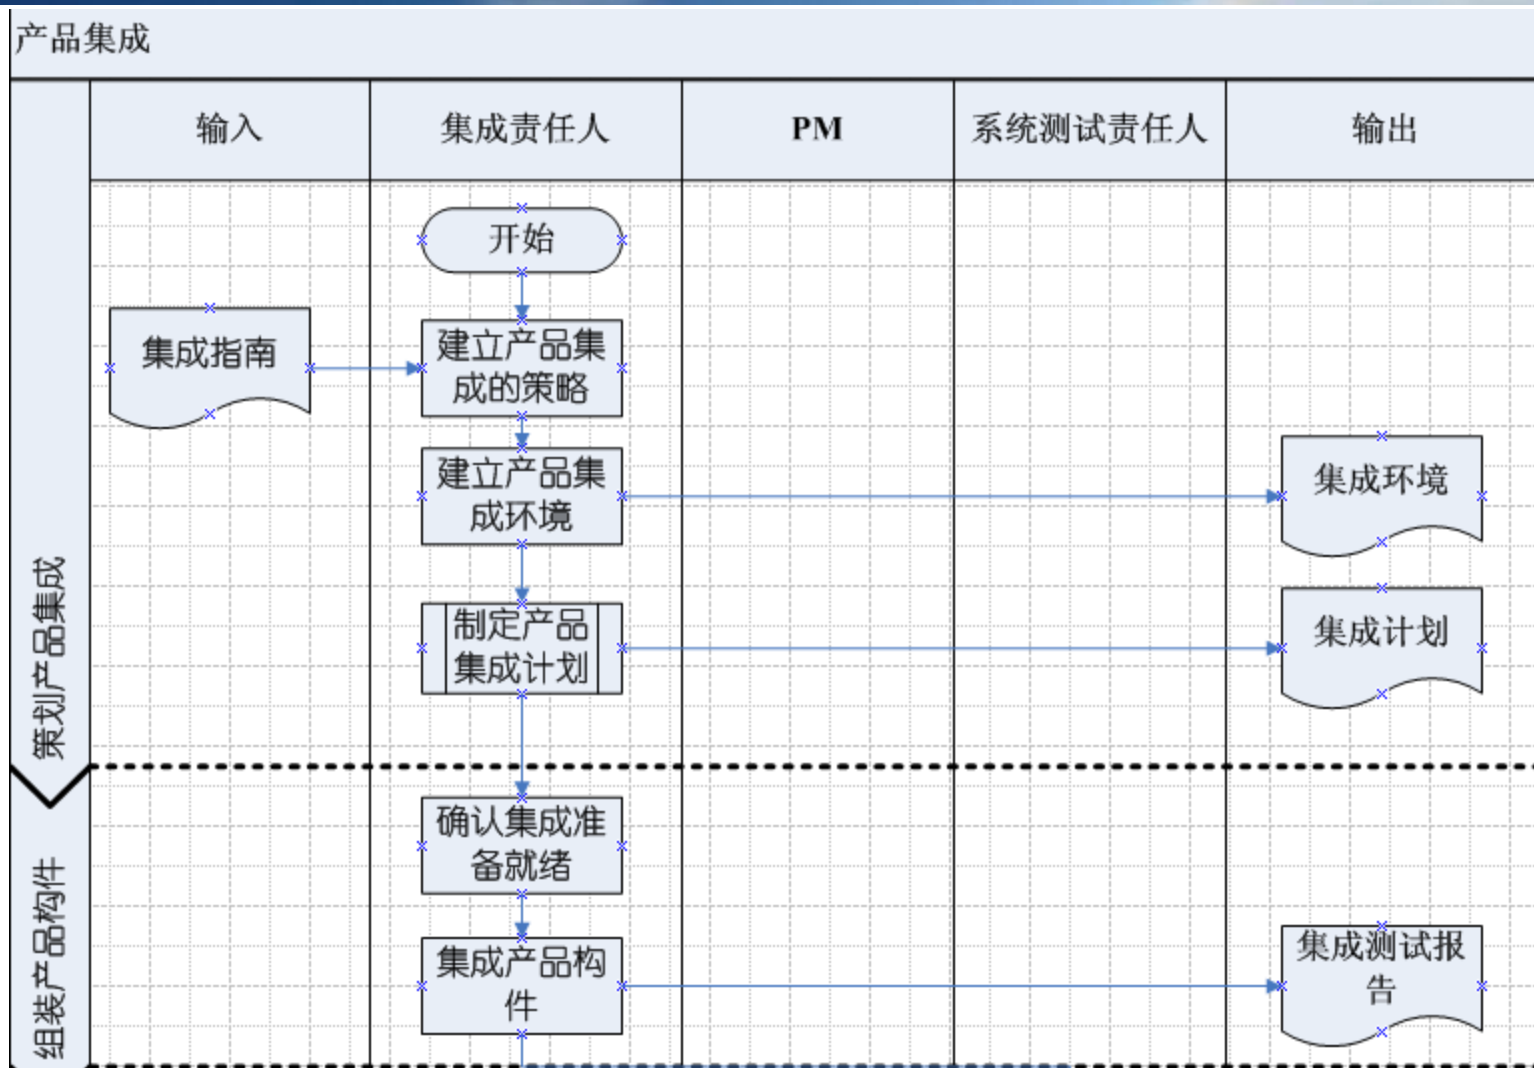 产品集成
输入
集成责任人
PM
系统测试责任人
输出
策划产品集成
开始
集成指南
建立产品集
成的策略
建立产品集
成环境
集成环境
制定产品
集成计划
集成计划
组装产品构件
确认集成准
备就绪
集成产品构
件
集成测试报
告